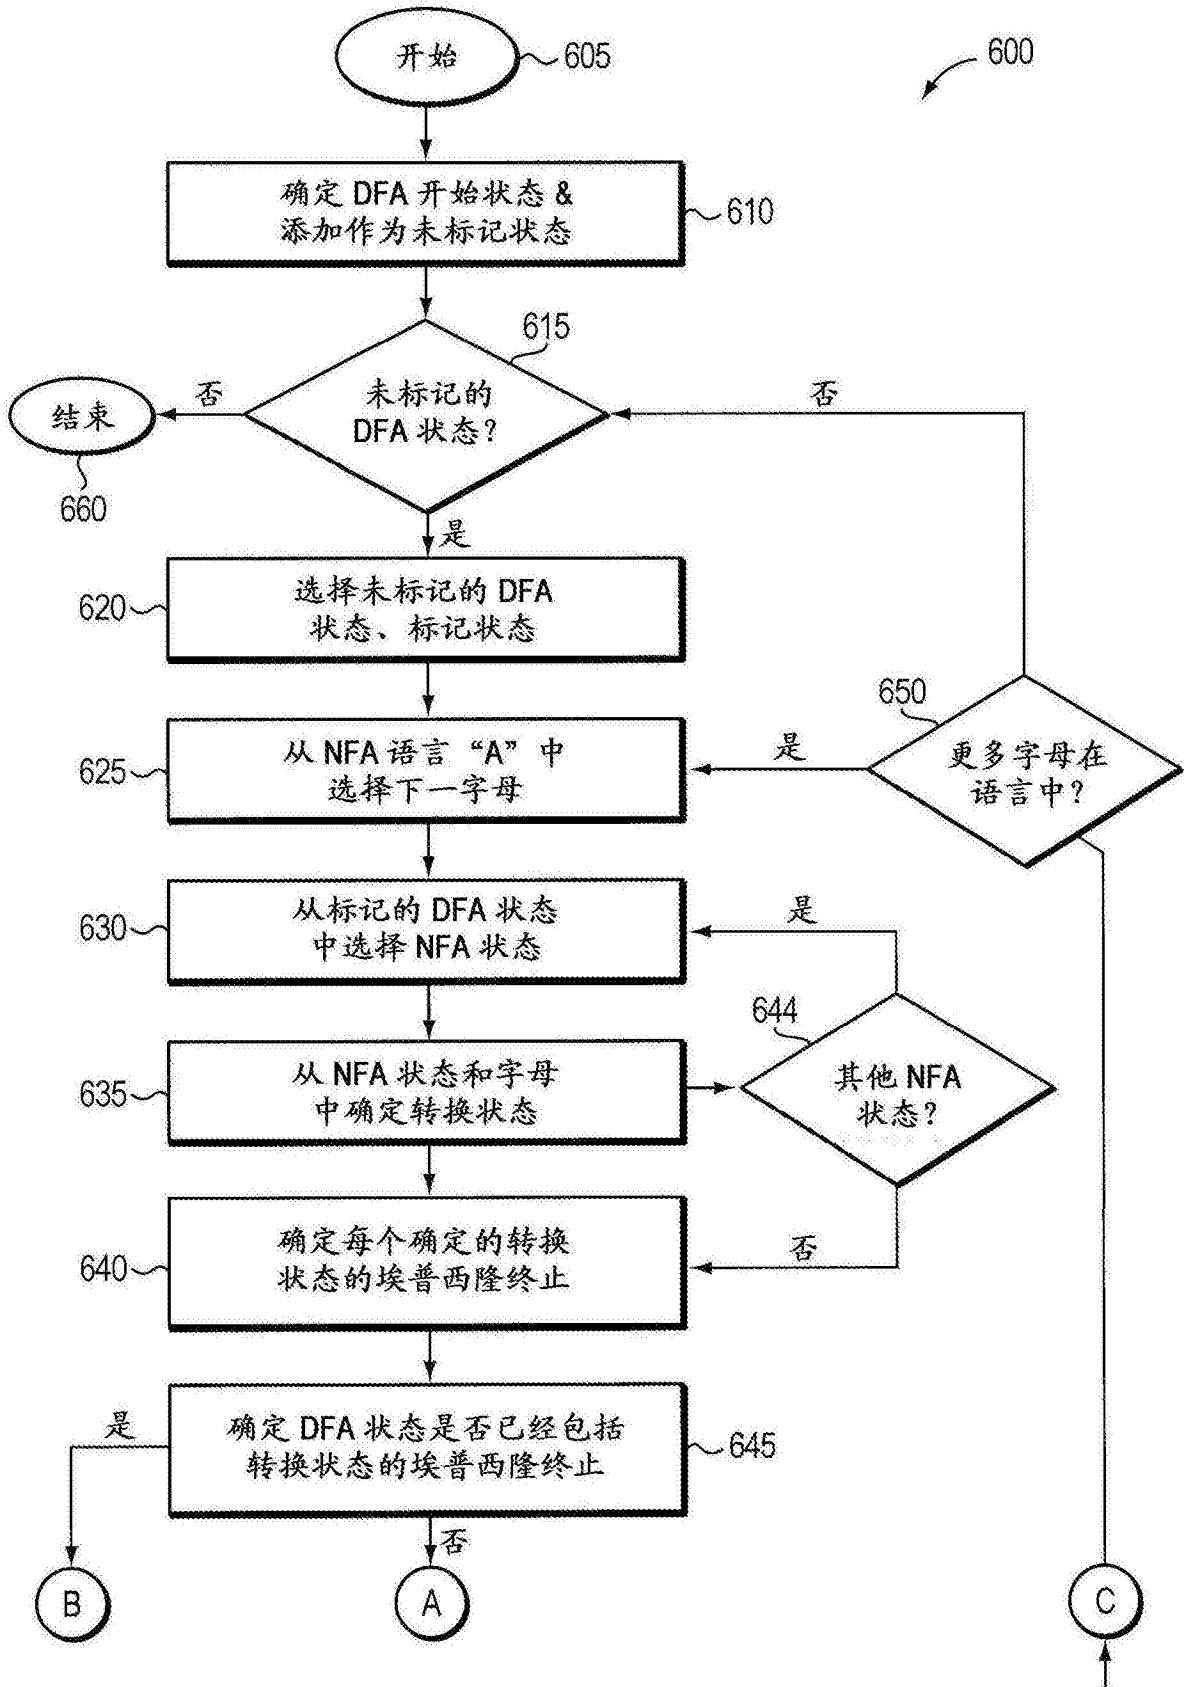 开始
605
600
确定 DFA 开始状态 &
添加作为未标记状态
610
615
未标记的
DFA 状态？
否
结束
660
否
是
620
选择未标记的 DFA
状态、标记状态
650
更多字母在
语言中？
是
625
从 NFA 语言“A”中
选择下一字母
630
从标记的 DFA 状态
中选择 NFA 状态
是
644
其他 NFA
状态？
635
从 NFA 状态和字母
中确定转换状态
否
640
确定每个确定的转换
状态的埃普西隆终止
是
确定 DFA 状态是否已经包括
转换状态的埃普西隆终止
645
否
B
A
C